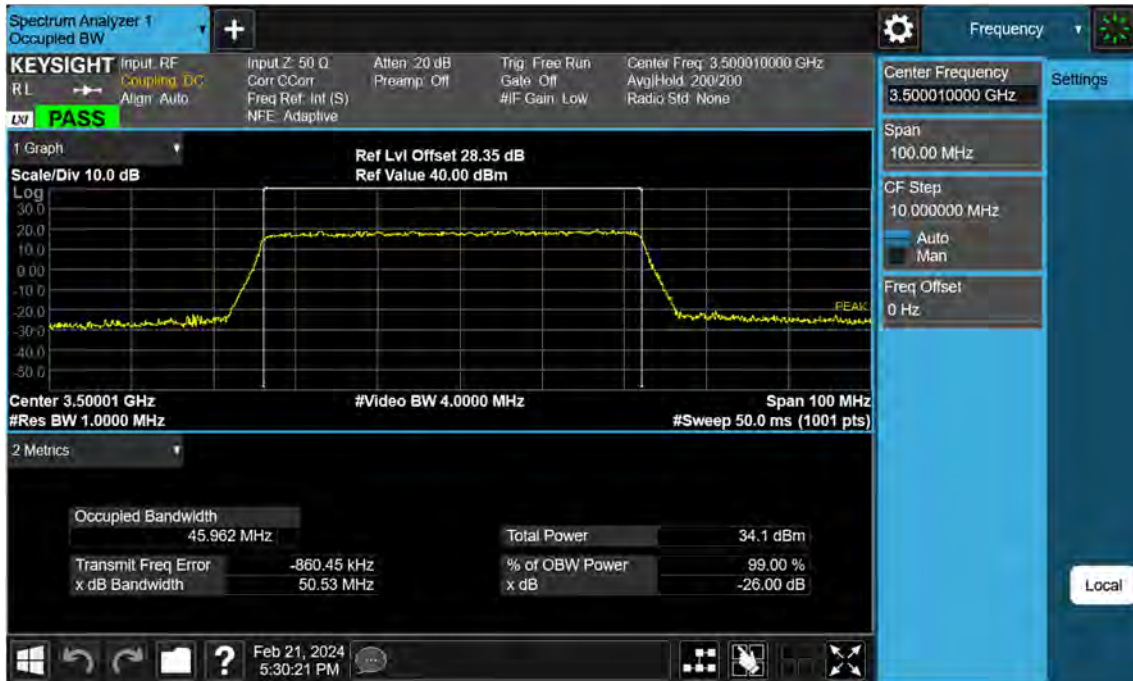 Spectrum Analyzer 1
Occupied BW
+
Frequency
KEYSIGHT
RL
LXI
PASS
Input: RF
Coupling: DC
Align: Auto
Input Z: 50 Ω
Corr CCorr
Freq Ref: Int (S)
NFE: Adaptive
Atten: 20 dB
Preamp: Off
Trig: Free Run
Gate: Off
#IF Gain: Low
Center Freq: 3.500010000 GHz
Avg|Hold: 200/200
Radio Std: None
Center Frequency
3.500010000 GHz
Settings
Span
100.00 MHz
CF Step
10.000000 MHz
Auto
Man
Freq Offset
0 Hz
1 Graph
Scale/Div 10.0 dB
Ref Lvl Offset 28.35 dB
Ref Value 40.00 dBm
Log
30.0
20.0
10.0
0.00
-10.0
-20.0
-30.0
-40.0
-50.0
PEAK
Center 3.50001 GHz
#Video BW 4.0000 MHz
Span 100 MHz
#Res BW 1.0000 MHz
#Sweep 50.0 ms (1001 pts)
2 Metrics
Occupied Bandwidth
45.962 MHz
Total Power 34.1 dBm
Transmit Freq Error -860.45 kHz
% of OBW Power 99.00 %
x dB Bandwidth 50.53 MHz
x dB -26.00 dB
Local
?
Feb 21, 2024
5:30:21 PM